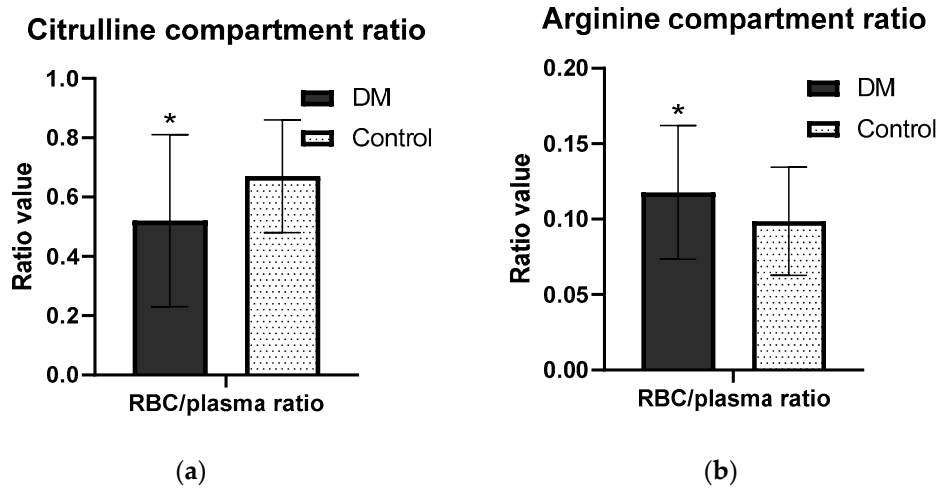 Citrulline compartment ratio
1.0
0.8
0.6
0.4
0.2
0.0
Ratio value
*
DM
Control
RBC/plasma ratio
(a)
Arginine compartment ratio
0.20
0.15
0.10
0.05
0.00
Ratio value
*
DM
Control
RBC/plasma ratio
(b)